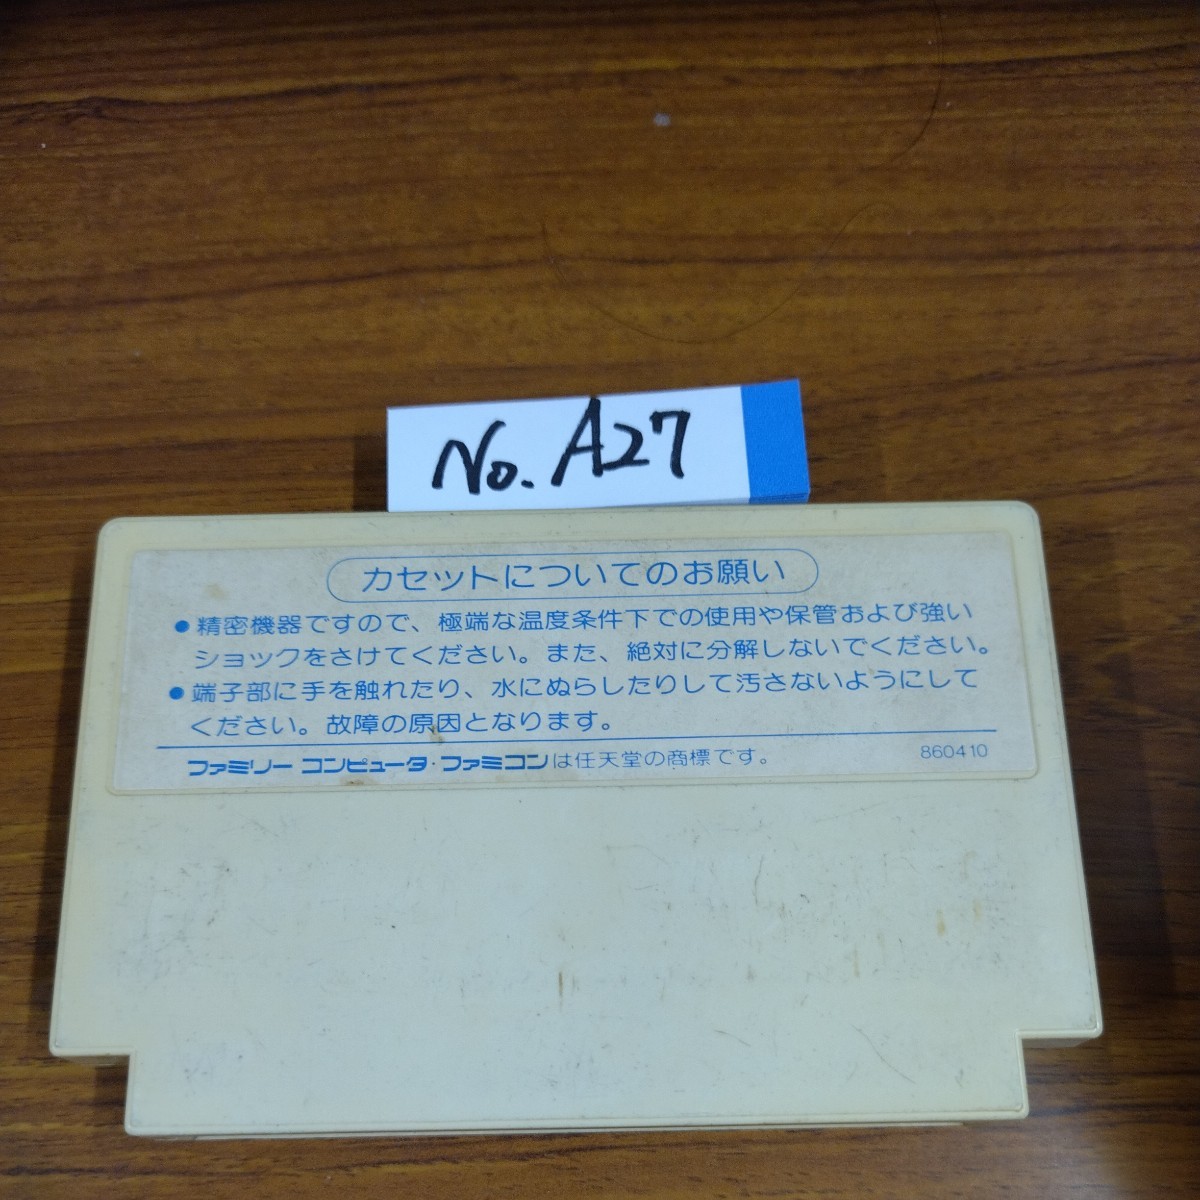 No. A27
カセットについてのお願い
●精密機器ですので、極端な温度条件下での使用や保管および強い
ショックをさけてください。また、絶対に分解しないでください。
●端子部に手を触れたり、水にぬらしたりして汚さないようにして
ください。故障の原因となります。
ファミリー コンピュータ・ファミコンは任天堂の商標です。 860410